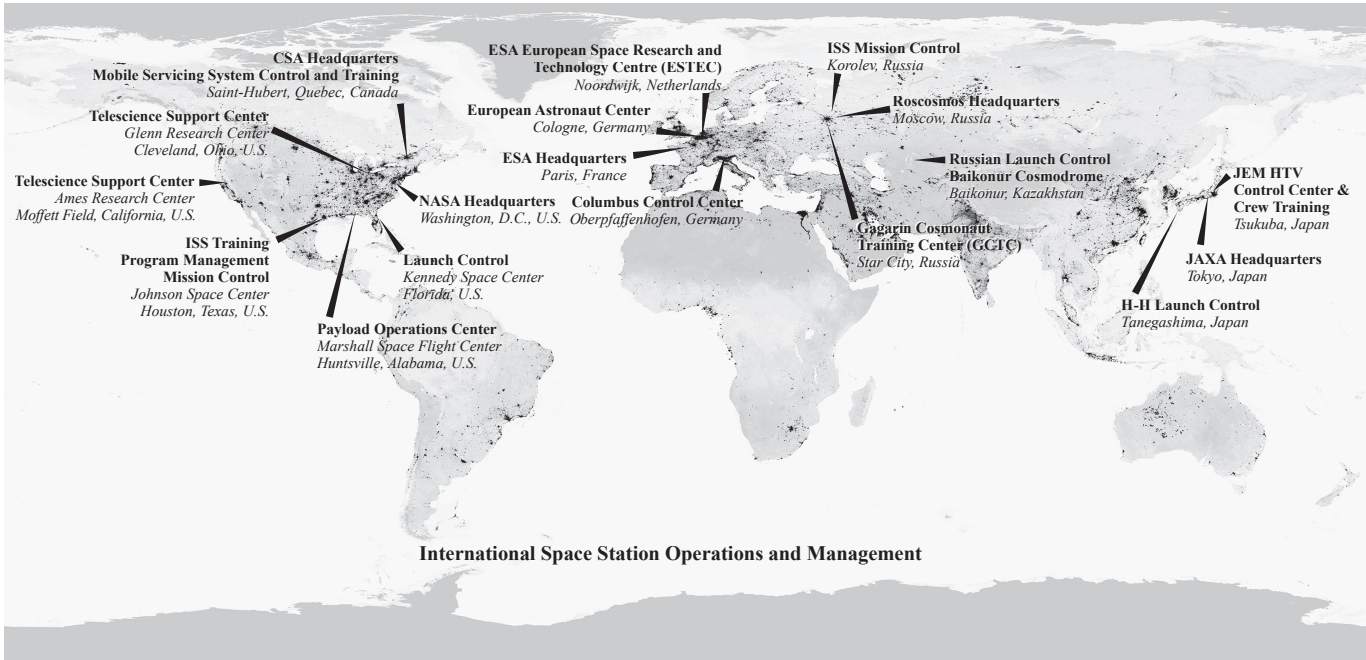 CSA Headquarters
Mobile Servicing System Control and Training
Saint-Hubert, Quebec, Canada
Telescience Support Center
Glenn Research Center
Cleveland, Ohio, U.S.
Telescience Support Center
Ames Research Center
Moffett Field, California, U.S.
NASA Headquarters
Washington, D.C., U.S.
ISS Training
Program Management
Mission Control
Johnson Space Center
Houston, Texas, U.S.
Launch Control
Kennedy Space Center
Florida, U.S.
Payload Operations Center
Marshall Space Flight Center
Huntsville, Alabama, U.S.
ESA European Space Research and
Technology Centre (ESTEC)
Noordwijk, Netherlands
European Astronaut Center
Cologne, Germany
ESA Headquarters
Paris, France
Columbus Control Center
Oberpfaffenhofen, Germany
ISS Mission Control
Korolev, Russia
Roscosmos Headquarters
Moscow, Russia
Russian Launch Control
Baikonur Cosmodrome
Baikonur, Kazakhstan
Gagarin Cosmonaut
Training Center (GCTC)
Star City, Russia
JEM HTV
Control Center &
Crew Training
Tsukuba, Japan
JAXA Headquarters
Tokyo, Japan
H-H Launch Control
Tanegashima, Japan
International Space Station Operations and Management